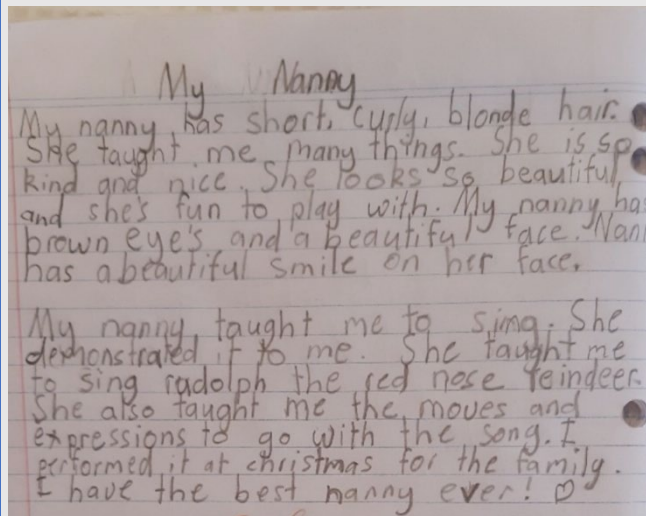 My Nanny
My nanny has short, curly, blonde hair.
She taught me many things. She is so
kind and nice. She looks so beautiful,
and she's fun to play with. My nanny has
brown eye's and a beautiful face. Nan
has a beautiful smile on her face.
My nanny taught me to sing. She
demonstrated it to me. She taught me
to sing rudolph the red nose reindeer.
She also taught me the moves and
expressions to go with the song. I
performed it at christmas for the family.
I have the best nanny ever! ♡